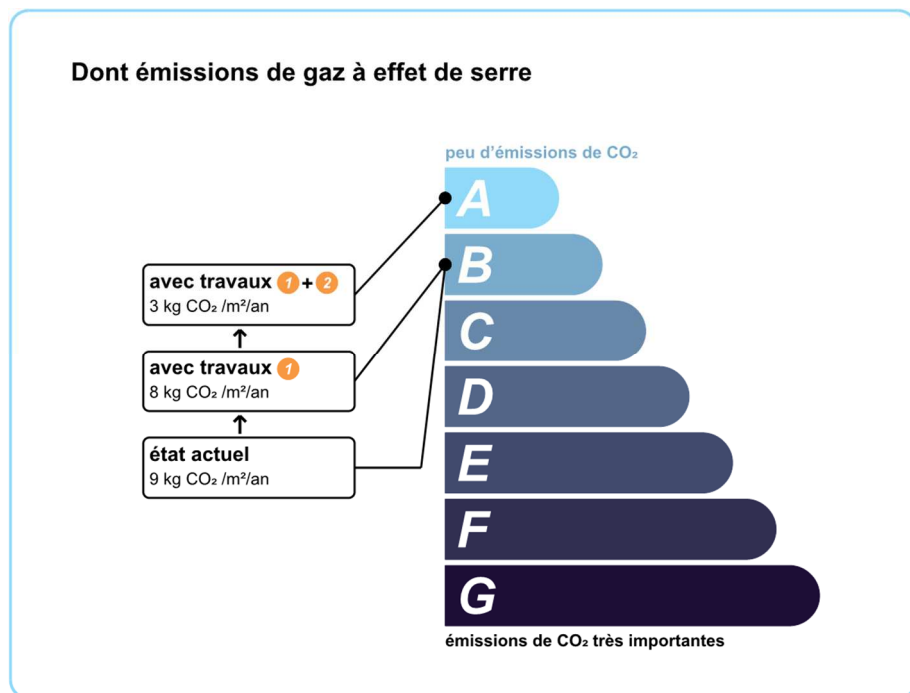 Dont émissions de gaz à effet de serre
peu d'émissions de CO₂
A
B
C
D
E
F
G
émissions de CO₂ très importantes
avec travaux 1 + 2
3 kg CO₂ /m²/an
↑
avec travaux 1
8 kg CO₂ /m²/an
↑
état actuel
9 kg CO₂ /m²/an